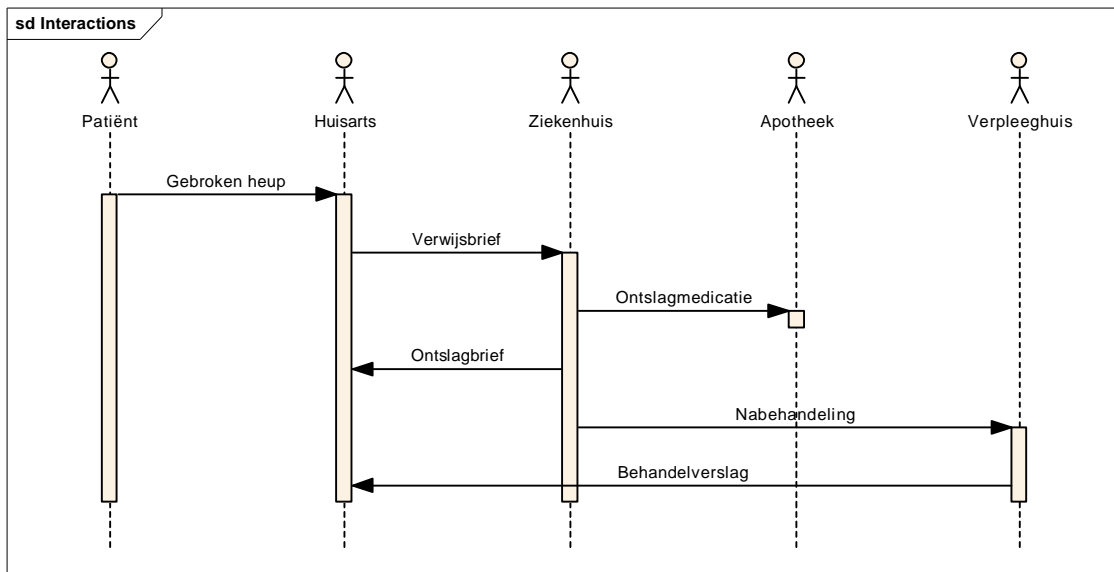 sd Interactions
Patiënt
Huisarts
Ziekenhuis
Apotheek
Verpleeghuis
Gebroken heup
Verwijsbrief
Ontslagmedicatie
Ontslagbrief
Nabehandeling
Behandelverslag